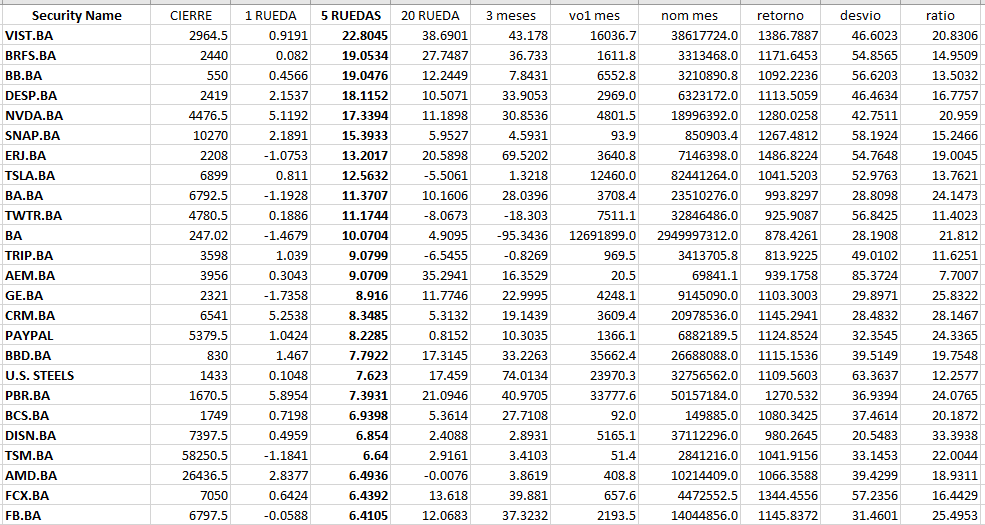 Security Name CIERRE 1 RUEDA 5 RUEDAS 20 RUEDA 3 meses vo1 mes nom mes retorno desvio ratio
VIST.BA 2964.5 0.9191 22.8045 38.6901 43.178 16036.7 38617724.0 1386.7887 46.6023 20.8306
BRFS.BA 2440 0.082 19.0534 27.7487 36.733 1611.8 3313468.0 1171.6453 54.8565 14.9509
BB.BA 550 0.4566 19.0476 12.2449 7.8431 6552.8 3210890.8 1092.2236 56.6203 13.5032
DESP.BA 2419 2.1537 18.1152 10.5071 33.9053 2969.0 6323172.0 1113.5059 46.4634 16.7757
NVDA.BA 4476.5 5.1192 17.3394 11.1898 30.8536 4801.5 18996392.0 1280.0258 42.7511 20.959
SNAP.BA 10270 2.1891 15.3933 5.9527 4.5931 93.9 850903.4 1267.4812 58.1924 15.2466
ERJ.BA 2208 -1.0753 13.2017 20.5898 69.5202 3640.8 7146398.0 1486.8224 54.7648 19.0045
TSLA.BA 6899 0.811 12.5632 -5.5061 1.3218 12460.0 82441264.0 1041.5203 52.9763 13.7621
BA.BA 6792.5 -1.1928 11.3707 10.1606 28.0396 3708.4 23510276.0 993.8297 28.8098 24.1473
TWTR.BA 4780.5 0.1886 11.1744 -8.0673 -18.303 7511.1 32846486.0 925.9087 56.8425 11.4023
BA 247.02 -1.4679 10.0704 4.9095 -95.3436 12691899.0 2949997312.0 878.4261 28.1908 21.812
TRIP.BA 3598 1.039 9.0799 -6.5455 -0.8269 969.5 3413705.8 813.9225 49.0102 11.6251
AEM.BA 3956 0.3043 9.0709 35.2941 16.3529 20.5 69841.1 939.1758 85.3724 7.7007
GE.BA 2321 -1.7358 8.916 11.7746 22.9995 4248.1 9145090.0 1103.3003 29.8971 25.8322
CRM.BA 6541 5.2538 8.3485 5.3132 19.1439 3609.4 20978536.0 1145.2941 28.4832 28.1467
PAYPAL 5379.5 1.0424 8.2285 0.8152 10.3035 1366.1 6882189.5 1124.8524 32.3545 24.3365
BBD.BA 830 1.467 7.7922 17.3145 33.2263 35662.4 26688088.0 1115.1536 39.5149 19.7548
U.S. STEELS 1433 0.1048 7.623 17.459 74.0134 23970.3 32756562.0 1109.5603 63.3637 12.2577
PBR.BA 1670.5 5.8954 7.3931 21.0946 40.9705 33777.6 50157184.0 1270.532 36.9394 24.0765
BCS.BA 1749 0.7198 6.9398 5.3614 27.7108 92.0 149885.0 1080.3425 37.4614 20.1872
DISN.BA 7397.5 0.4959 6.854 2.4088 2.8931 5165.1 37112296.0 980.2645 20.5483 33.3938
TSM.BA 58250.5 -1.1841 6.64 2.9161 3.4103 51.4 2841216.0 1041.9156 33.1453 22.0044
AMD.BA 26436.5 2.8377 6.4936 -0.0076 3.8619 408.8 10214409.0 1066.3588 39.4299 18.9311
FCX.BA 7050 0.6424 6.4392 13.618 39.881 657.6 4472552.5 1344.4556 57.2356 16.4429
FB.BA 6797.5 -0.0588 6.4105 12.0683 37.3232 2193.5 14044856.0 1145.8372 31.4601 25.4953